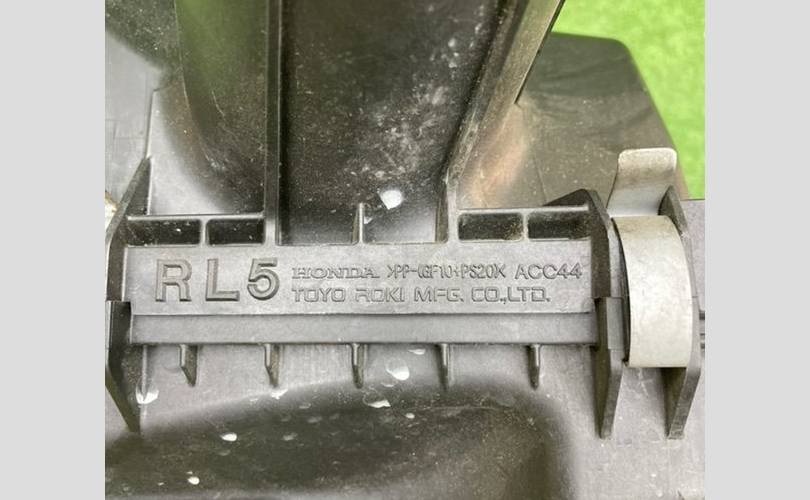 RL5 HONDA >PP-(GF10+PS20)< ACC44
TOYO ROKI MFG. CO.,LTD.